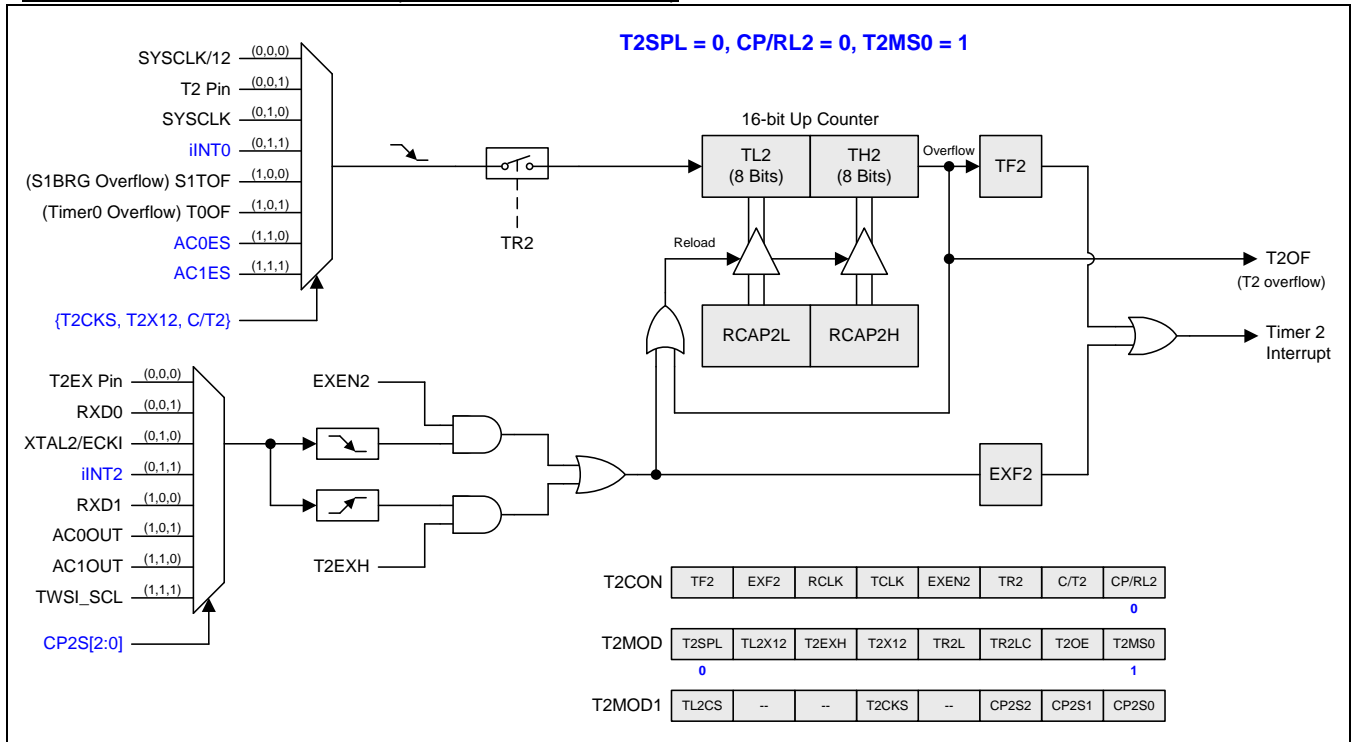 T2SPL = 0, CP/RL2 = 0, T2MS0 = 1
SYSCLK/12 (0,0,0)
T2 Pin (0,0,1)
SYSCLK (0,1,0)
iINT0 (0,1,1)
(S1BRG Overflow) S1TOF (1,0,0)
(Timer0 Overflow) T0OF (1,0,1)
AC0ES (1,1,0)
AC1ES (1,1,1)
{T2CKS, T2X12, C/T2}
TR2
16-bit Up Counter
TL2
(8 Bits)
TH2
(8 Bits)
Overflow
TF2
Reload
RCAP2L
RCAP2H
T2OF
(T2 overflow)
Timer 2
Interrupt
T2EX Pin (0,0,0)
RXD0 (0,0,1)
XTAL2/ECKI (0,1,0)
iINT2 (0,1,1)
RXD1 (1,0,0)
AC0OUT (1,0,1)
AC1OUT (1,1,0)
TWSI_SCL (1,1,1)
CP2S[2:0]
EXEN2
T2EXH
EXF2
T2CON TF2 EXF2 RCLK TCLK EXEN2 TR2 C/T2 CP/RL2
0
T2MOD T2SPL TL2X12 T2EXH T2X12 TR2L TR2LC T2OE T2MS0
0 1
T2MOD1 TL2CS -- -- T2CKS -- CP2S2 CP2S1 CP2S0